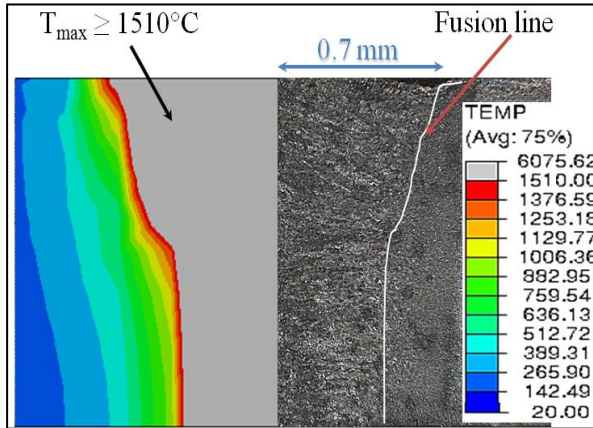 T_max ≥ 1510°C
Fusion line
0.7 mm
TEMP
(Avg: 75%)
6075.62
1510.00
1376.59
1253.18
1129.77
1006.36
882.95
759.54
636.13
512.72
389.31
265.90
142.49
20.00